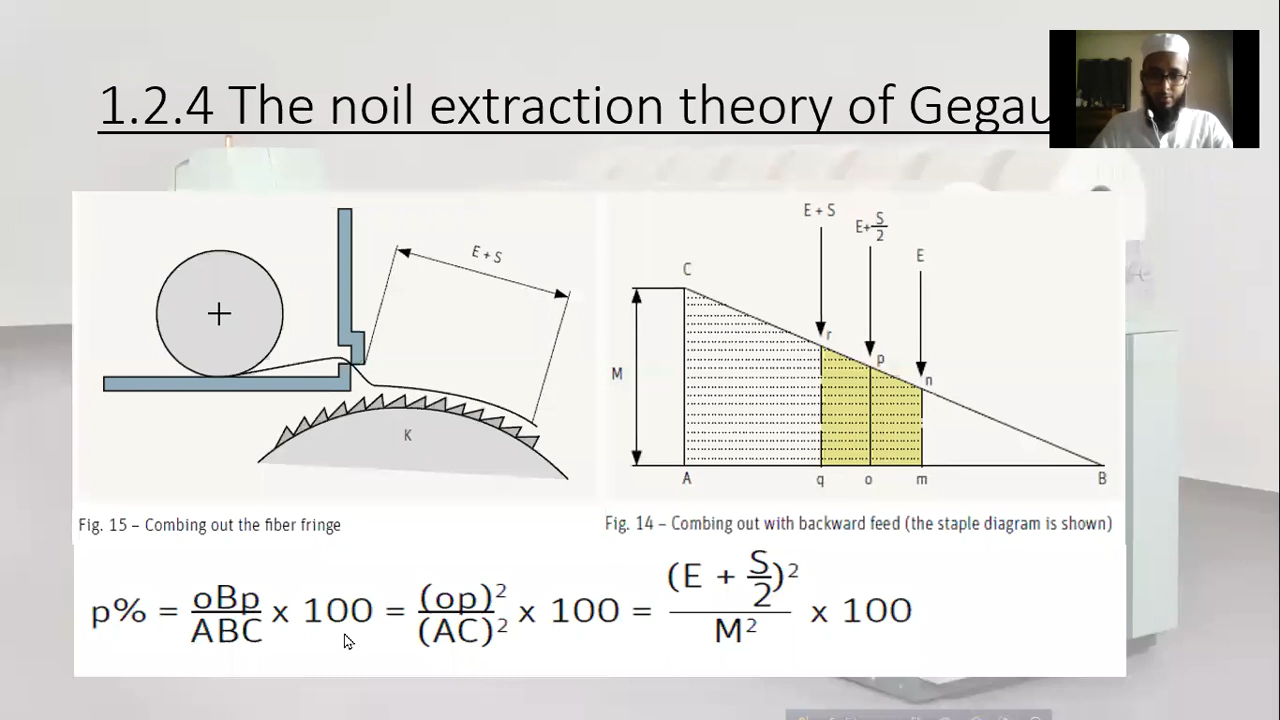 1.2.4 The noil extraction theory of Gegau
E + S
K
Fig. 15 – Combing out the fiber fringe
E + S
E+S/2
E
C
M
r
p
n
A
q
o
m
B
Fig. 14 – Combing out with backward feed (the staple diagram is shown)
p% = oBp/ABC x 100 = (op)²/(AC)² x 100 = (E + S/2)²/M² x 100